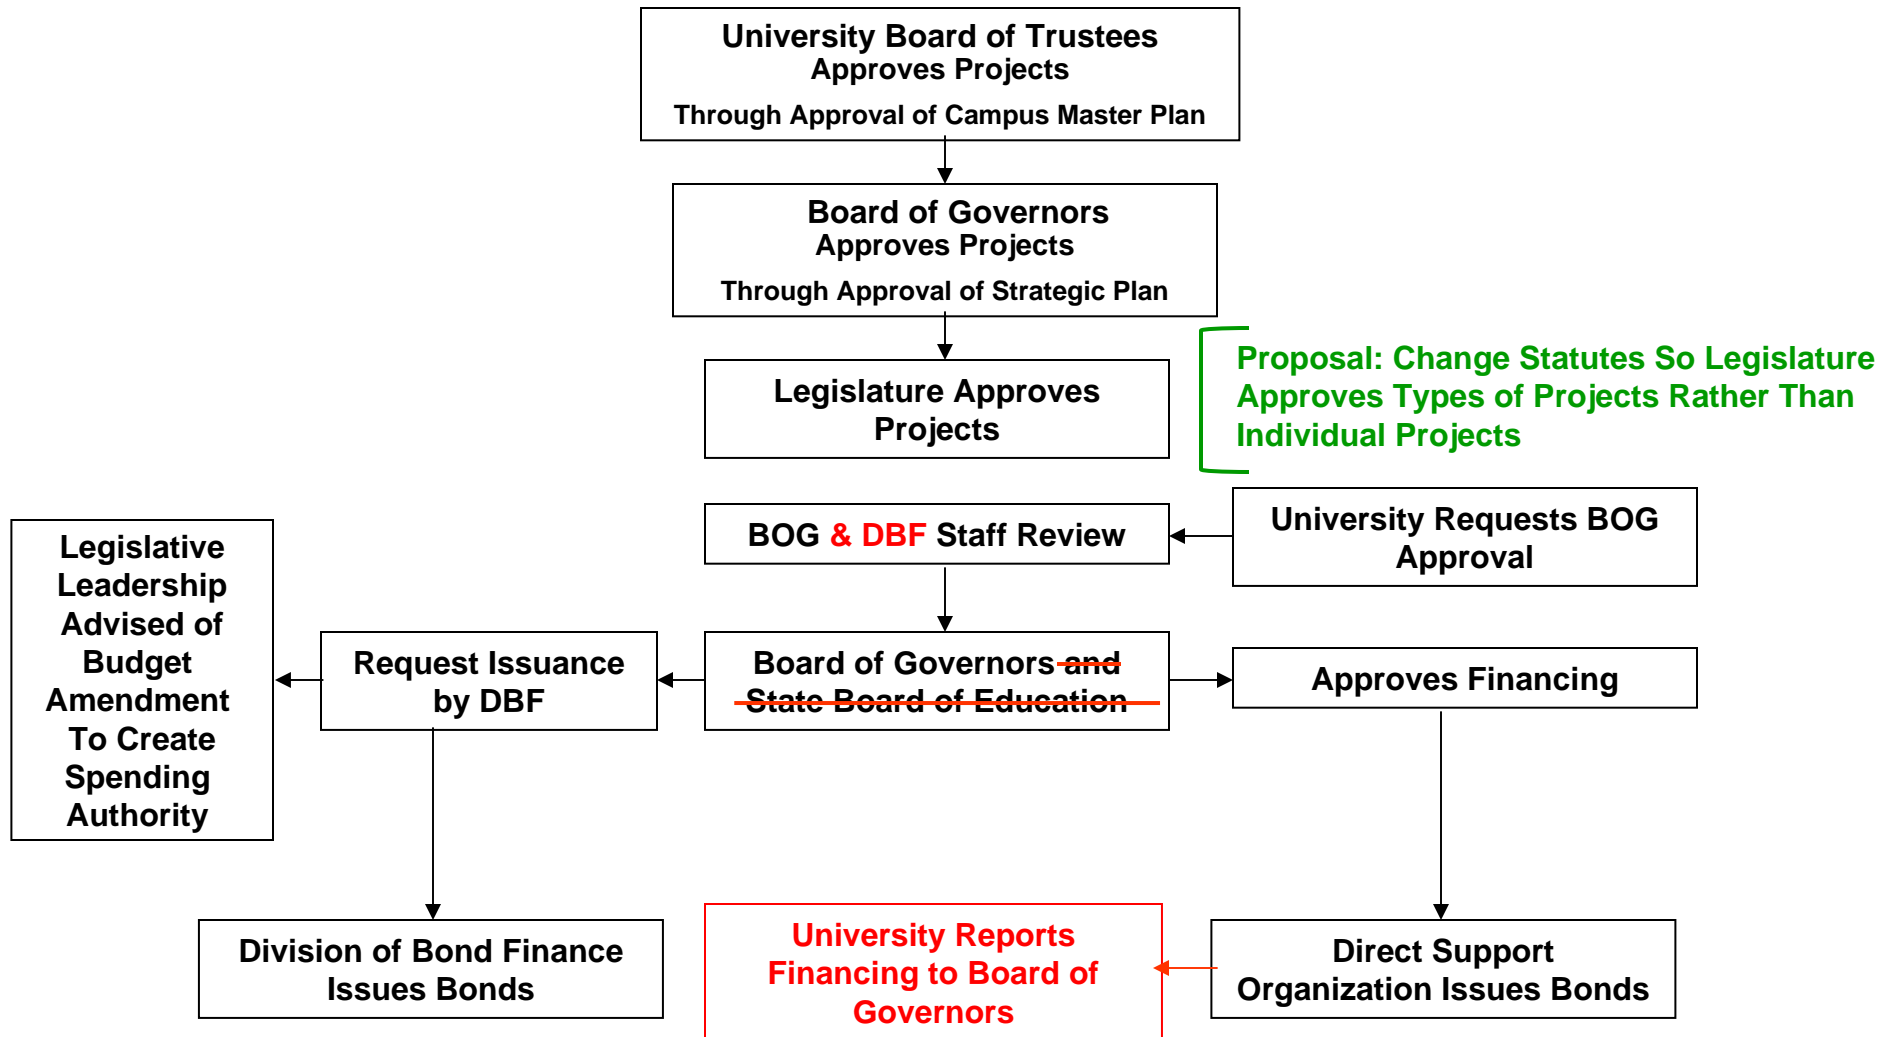 University Board of Trustees
Approves Projects
Through Approval of Campus Master Plan
Board of Governors
Approves Projects
Through Approval of Strategic Plan
Legislature Approves
Projects
Proposal: Change Statutes So Legislature
Approves Types of Projects Rather Than
Individual Projects
BOG & DBF Staff Review
University Requests BOG
Approval
Legislative
Leadership
Advised of
Budget
Amendment
To Create
Spending
Authority
Request Issuance
by DBF
Board of Governors and
State Board of Education
Approves Financing
Division of Bond Finance
Issues Bonds
University Reports
Financing to Board of
Governors
Direct Support
Organization Issues Bonds